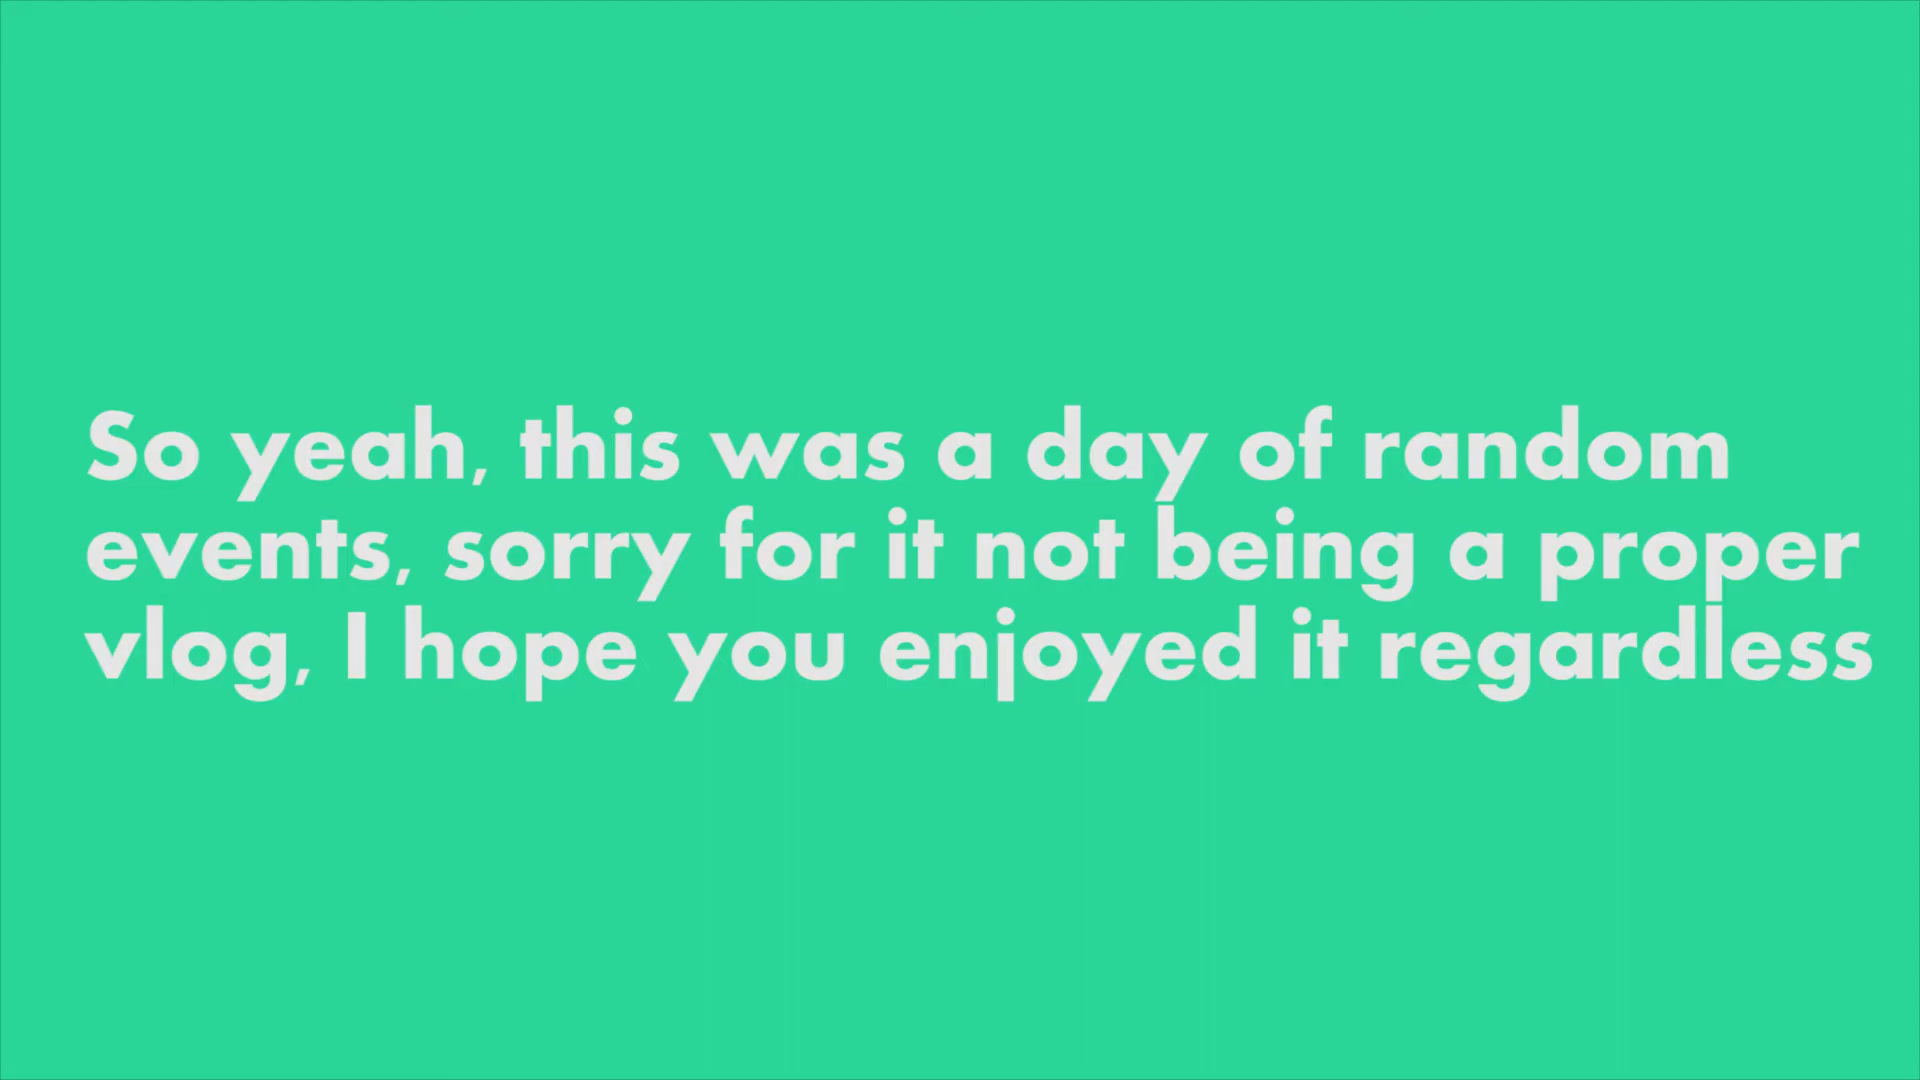 So yeah, this was a day of random
events, sorry for it not being a proper
vlog, I hope you enjoyed it regardless